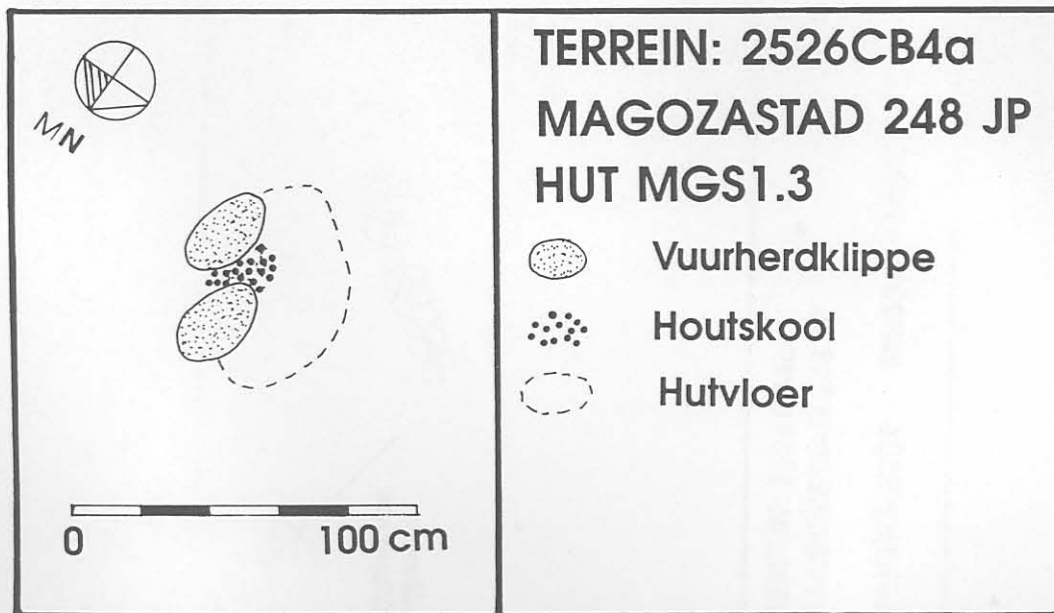 MN
0 100 cm
TERREIN: 2526CB4a
MAGOZASTAD 248 JP
HUT MGS1.3
Vuurherdklippe
Houtskool
Hutvloer